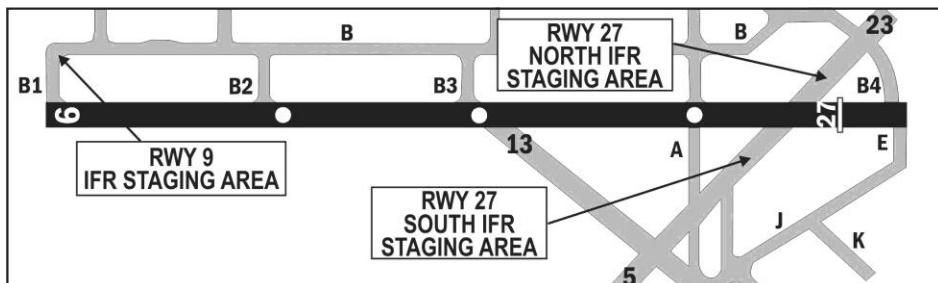 B
B
23
RWY 27
NORTH IFR
STAGING AREA
B1
B2
B3
B4
9
27
13
A
E
RWY 9
IFR STAGING AREA
RWY 27
SOUTH IFR
STAGING AREA
J
K
5